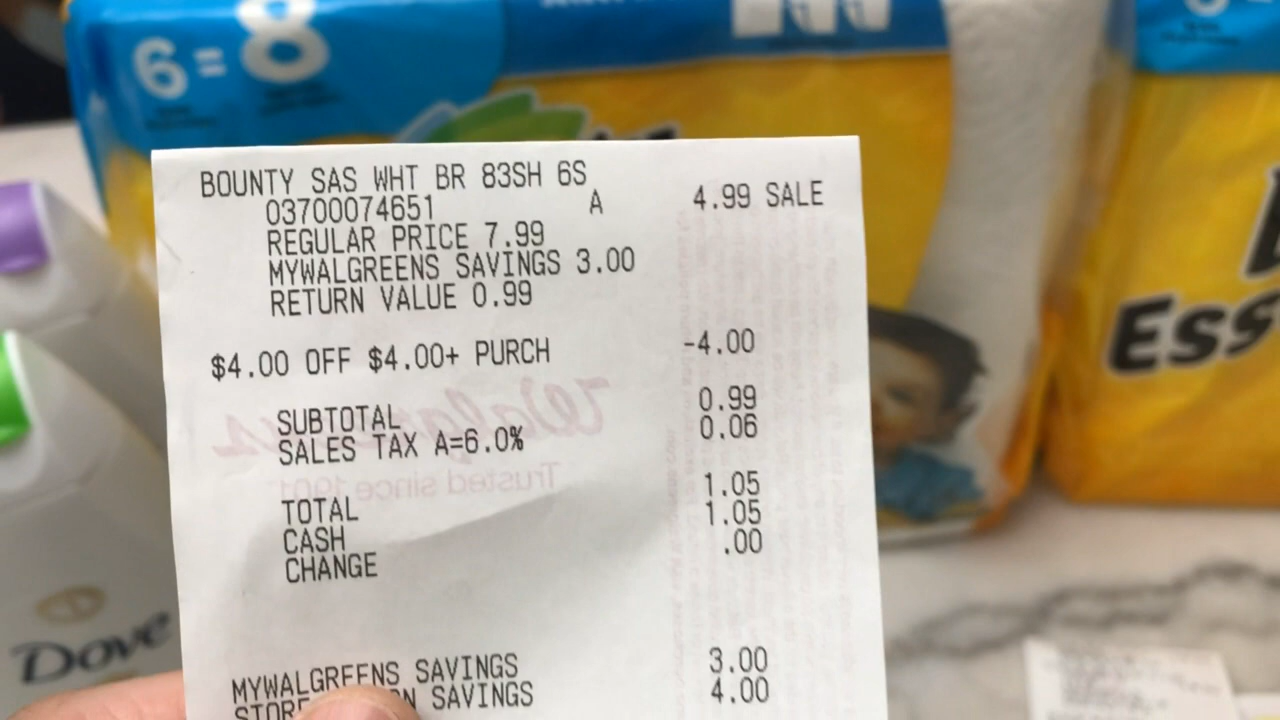 6=8
BOUNTY SAS WHT BR 83SH 6S
03700074651 A 4.99 SALE
REGULAR PRICE 7.99
MYWALGREENS SAVINGS 3.00
RETURN VALUE 0.99
$4.00 OFF $4.00+ PURCH -4.00
SUBTOTAL 0.99
SALES TAX A=6.0% 0.06
TOTAL 1.05
CASH 1.05
CHANGE .00
MYWALGREENS SAVINGS 3.00
SAVINGS 4.00
Walgreens
Trusted since 1901
Dove
Ess